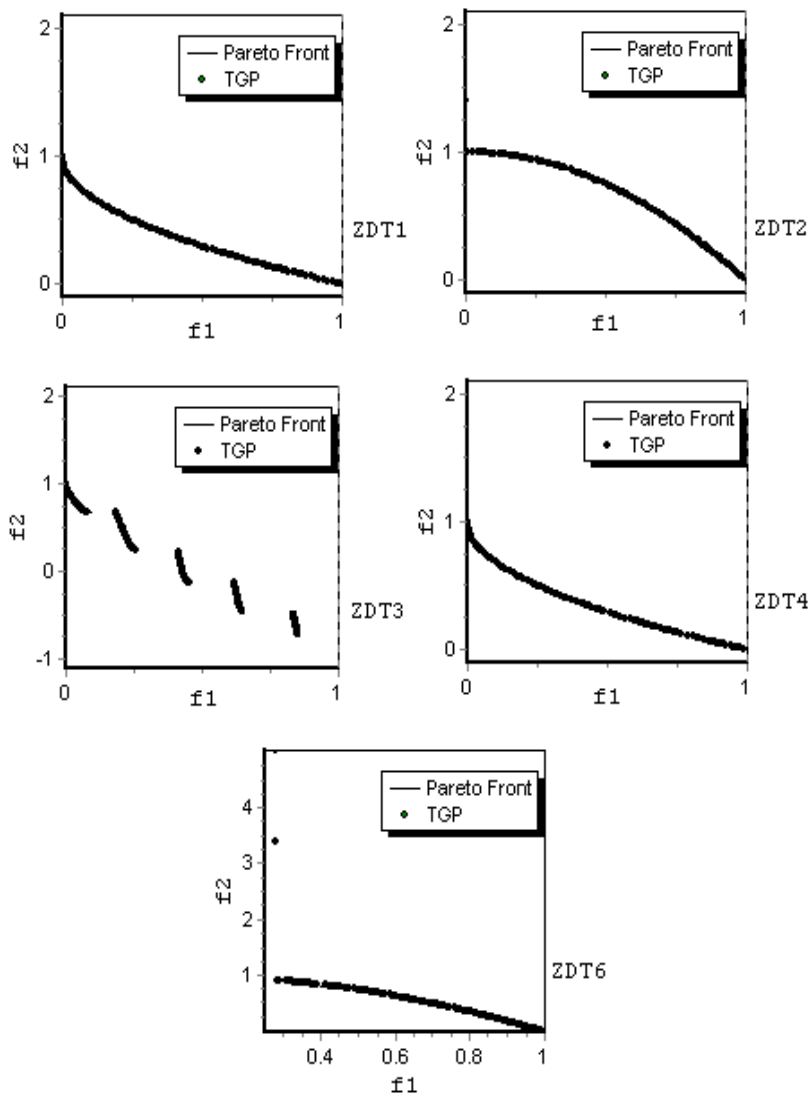 2
Pareto Front
TGP
f2
1
0
0
1
f1
ZDT1
2
Pareto Front
TGP
f2
1
0
0
1
f1
ZDT2
2
Pareto Front
TGP
1
f2
0
-1
0
1
f1
ZDT3
2
Pareto Front
TGP
f2
1
0
0
1
f1
ZDT4
Pareto Front
TGP
4
3
f2
2
1
0.4
0.6
0.8
1
f1
ZDT6